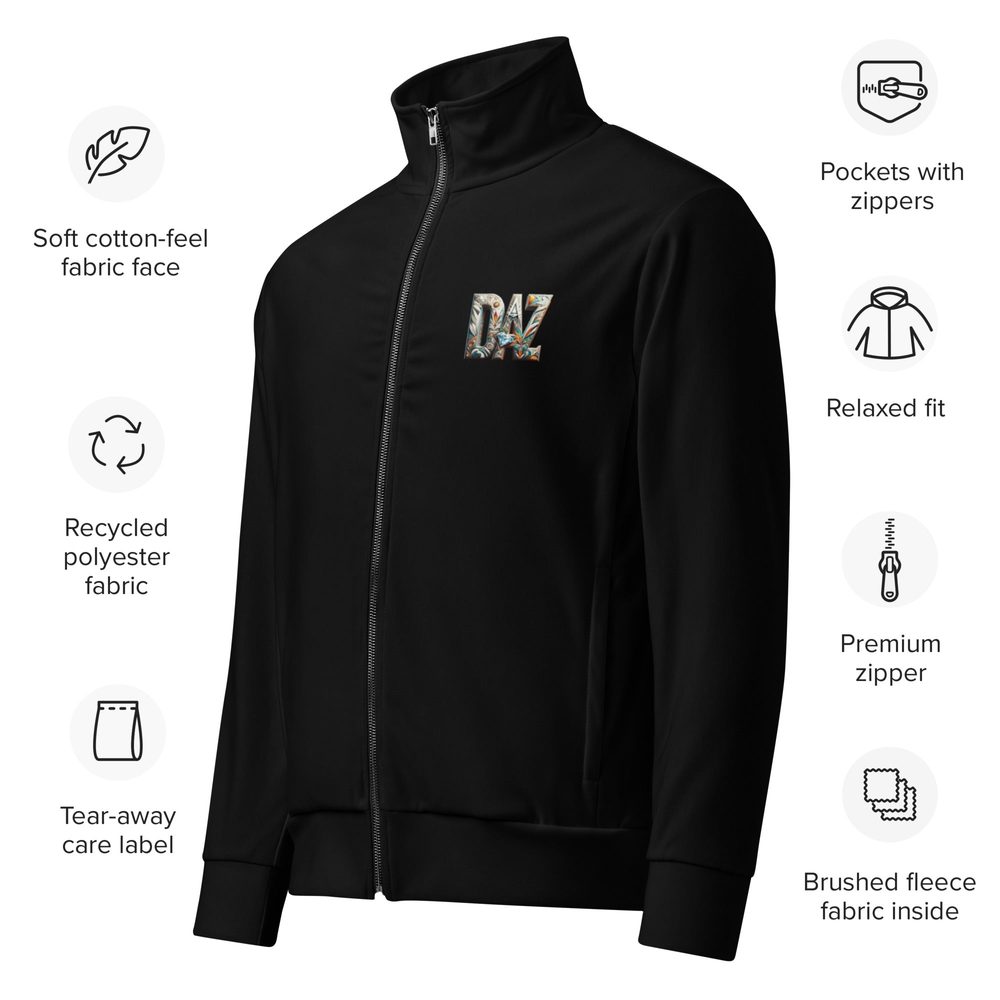 Soft cotton-feel
fabric face
Recycled
polyester
fabric
Tear-away
care label
DAZ
Pockets with
zippers
Relaxed fit
Premium
zipper
Brushed fleece
fabric inside